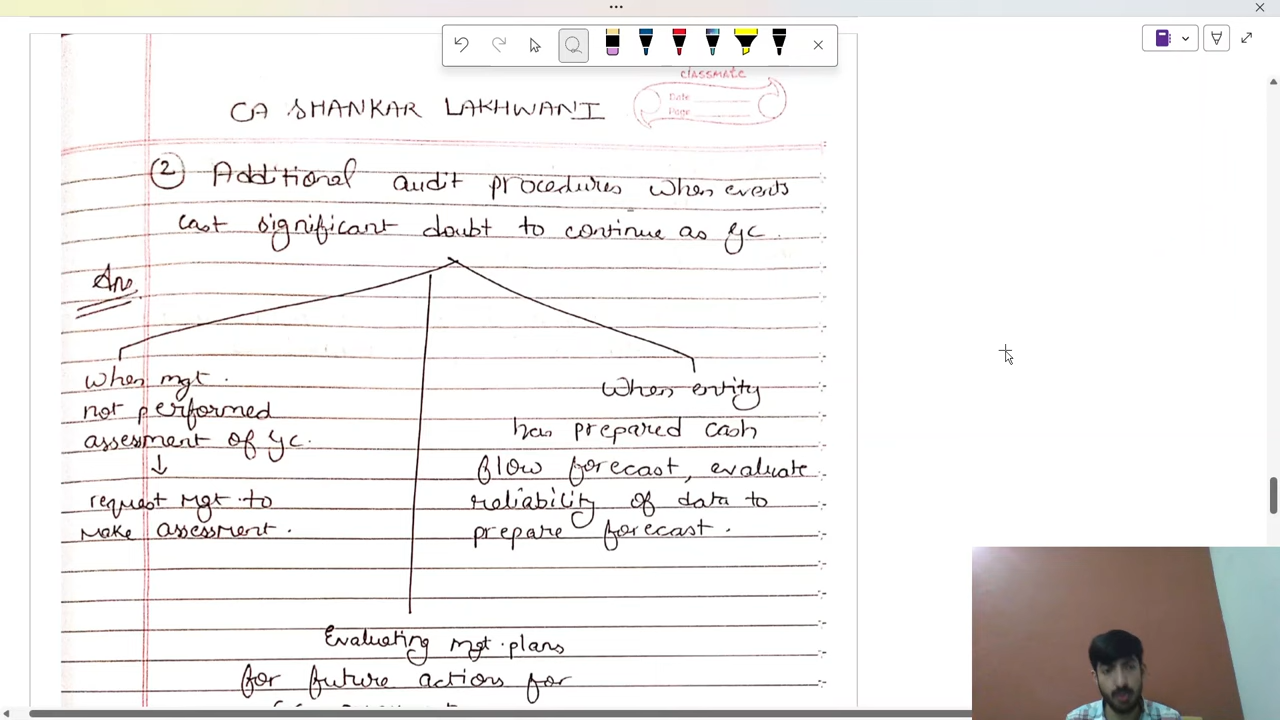 classmate
Date
Page
CA SHANKAR LAKHWANI
2 Additional audit procedures when events
cast significant doubt to continue as gc.
Ans
When mgt.
not performed
assesment of gc.
↓
request mgt. to
make assessment.
When entity
has prepared cash
flow forecast, evaluate
reliability of data to
prepare forecast.
Evaluating mgt. plans
for future actions for